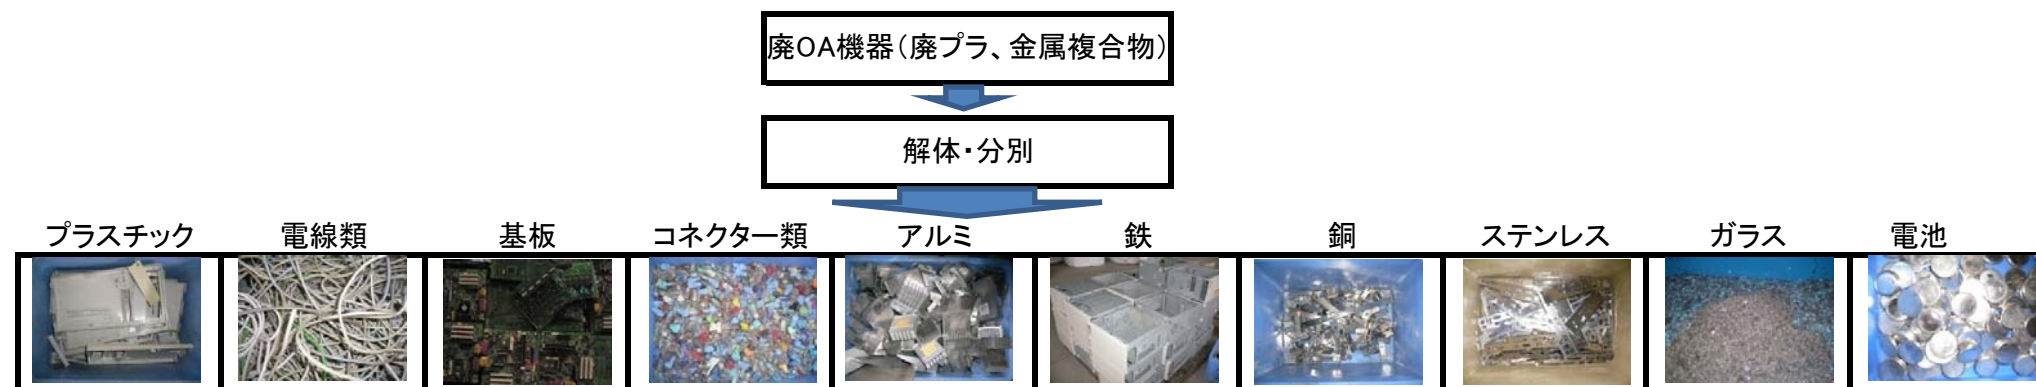 廃OA機器(廃プラ、金属複合物)
解体・分別
プラスチック 電線類 基板 コネクター類 アルミ 鉄 銅 ステンレス ガラス 電池